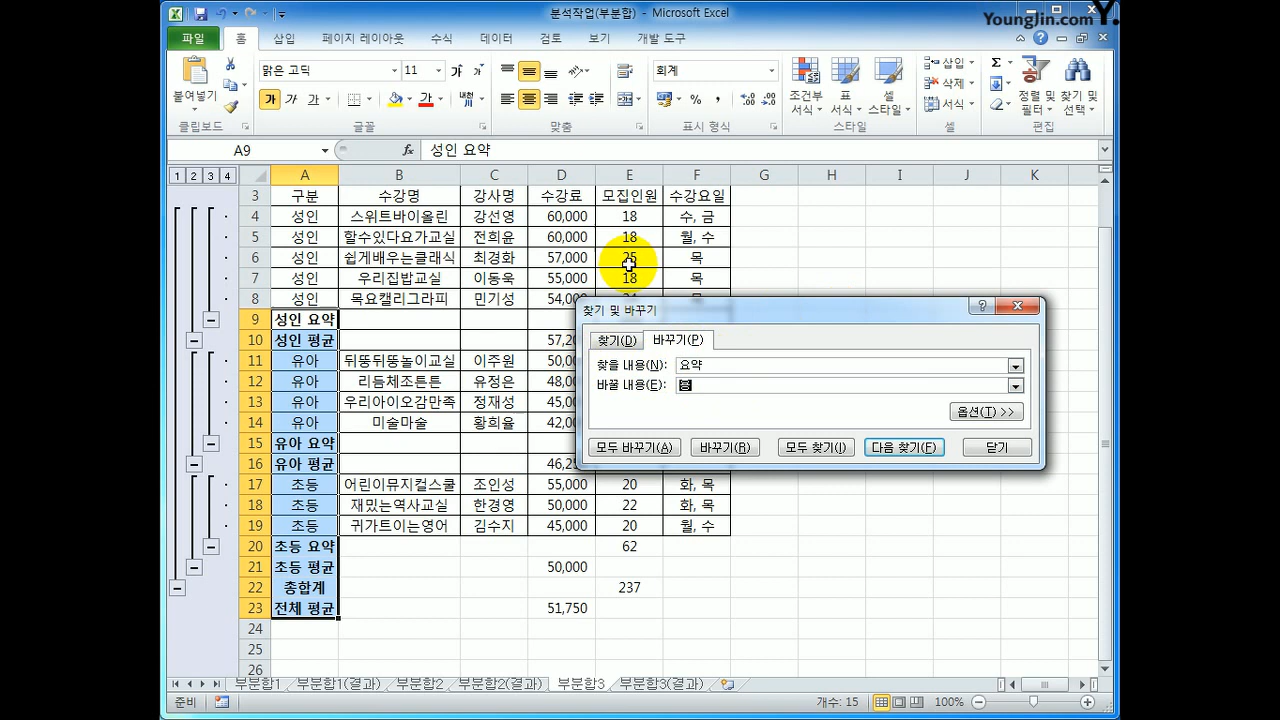 분석작업(부분합) - Microsoft Excel
YoungJin.com Y.
파일 홈 삽입 페이지 레이아웃 수식 데이터 검토 보기 개발 도구
붙여넣기
맑은 고딕 11
가 가 가 가 내천
회계
% ,
조건부 서식
표 서식
셀 스타일
삽입
삭제
서식
Σ
정렬 및 필터
찾기 및 선택
클립보드 글꼴 맞춤 표시 형식 스타일 셀 편집
A9 fx 성인 요약
1 2 3 4 A B C D E F G H I J K
3 구분 수강명 강사명 수강료 모집인원 수강요일
4 성인 스위트바이올린 강선영 60,000 18 수, 금
5 성인 할수있다요가교실 전희윤 60,000 18 월, 수
6 성인 쉽게배우는클래식 최경화 57,000 25 목
7 성인 우리집밥교실 이동욱 55,000 18 목
8 성인 목요캘리그라피 민기성 54,000
9 성인 요약
10 성인 평균 57,20
11 유아 뒤뚱뒤뚱놀이교실 이주원 50,00
12 유아 리듬체조튼튼 유정은 48,00
13 유아 우리아이오감만족 정재성 45,00
14 유아 미술마술 황희율 42,00
15 유아 요약
16 유아 평균 46,25
17 초등 어린이뮤지컬스쿨 조인성 55,000 20 화, 목
18 초등 재밌는역사교실 한경영 50,000 22 화, 목
19 초등 귀가트이는영어 김수지 45,000 20 월, 수
20 초등 요약 62
21 초등 평균 50,000
22 총합계 237
23 전체 평균 51,750
24
25
26
찾기 및 바꾸기
찾기(D) 바꾸기(P)
찾을 내용(N): 요약
바꿀 내용(E):
옵션(T) >>
모두 바꾸기(A) 바꾸기(R) 모두 찾기(I) 다음 찾기(F) 닫기
부분합1 부분합1(결과) 부분합2 부분합2(결과) 부분합3 부분합3(결과)
준비 개수: 15 100%